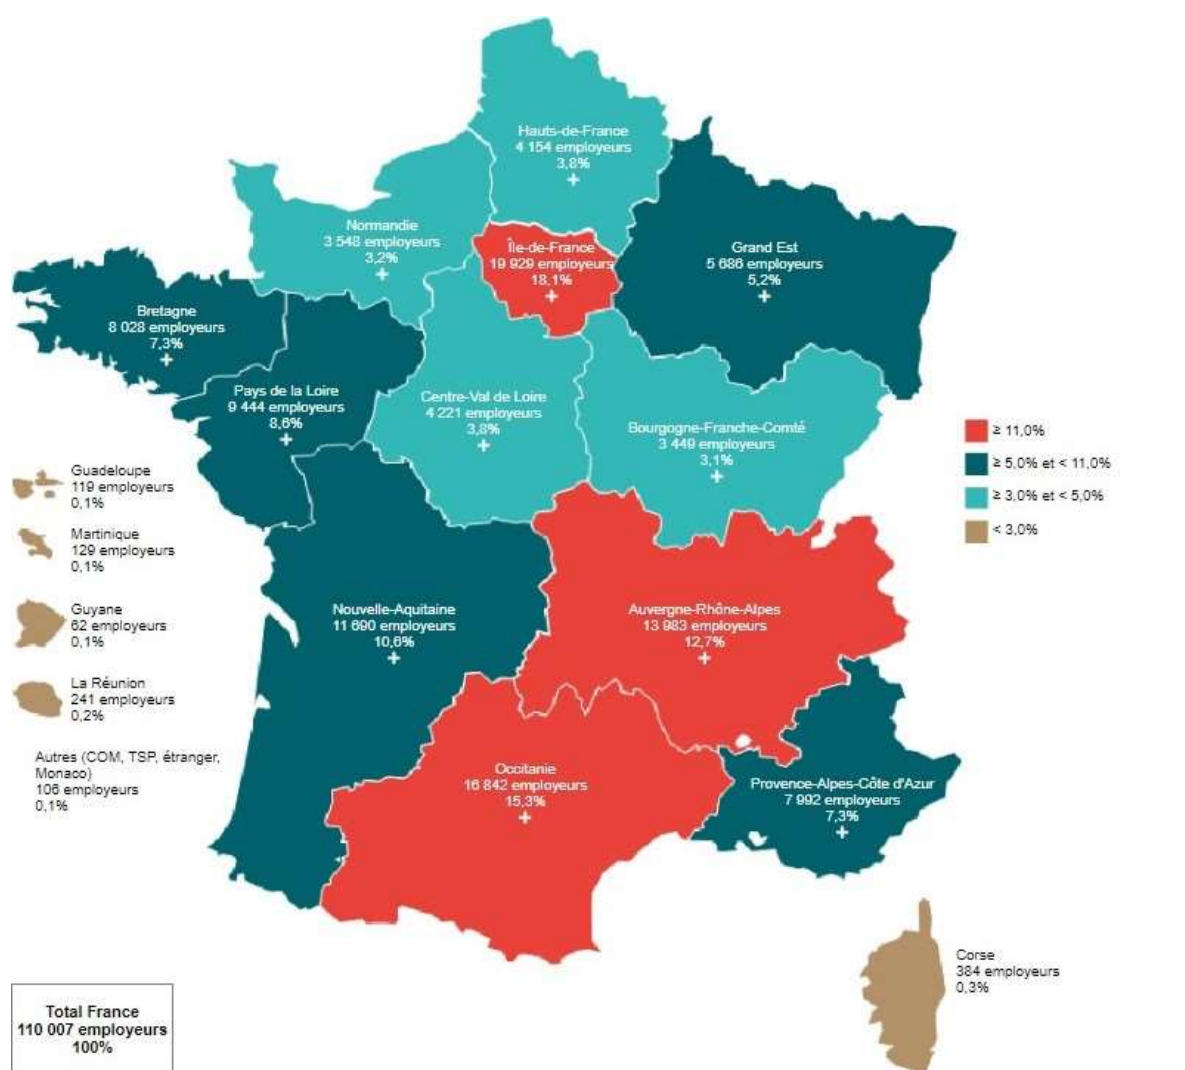 Hauts-de-France
4 154 employeurs
3,8%
Normandie
3 548 employeurs
3,2%
Île-de-France
19 929 employeurs
18,1%
Grand Est
5 686 employeurs
5,2%
Bretagne
8 028 employeurs
7,3%
Pays de la Loire
9 444 employeurs
8,6%
Centre-Val de Loire
4 221 employeurs
3,8%
Bourgogne-Franche-Comté
3 449 employeurs
3,1%
≥ 11,0%
≥ 5,0% et < 11,0%
≥ 3,0% et < 5,0%
< 3,0%
Guadeloupe
119 employeurs
0,1%
Martinique
129 employeurs
0,1%
Guyane
62 employeurs
0,1%
La Réunion
241 employeurs
0,2%
Autres (COM, TSP, étranger,
Monaco)
106 employeurs
0,1%
Nouvelle-Aquitaine
11 690 employeurs
10,6%
Auvergne-Rhône-Alpes
13 983 employeurs
12,7%
Occitanie
16 842 employeurs
15,3%
Provence-Alpes-Côte d'Azur
7 992 employeurs
7,3%
Corse
384 employeurs
0,3%
Total France
110 007 employeurs
100%